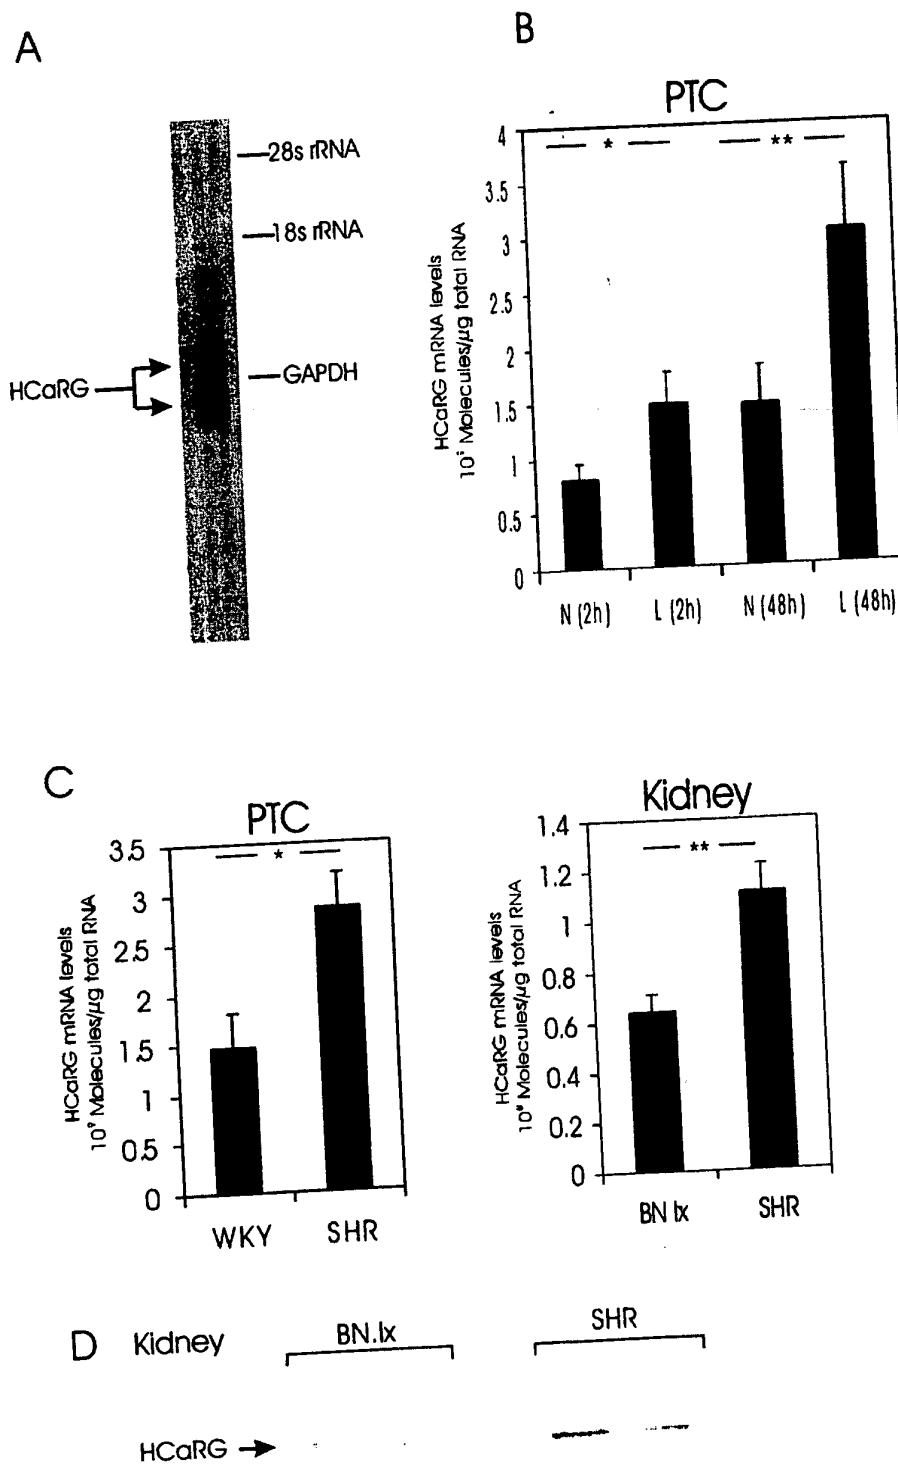 A
28s rRNA
18s rRNA
HCaRG
GAPDH
B
PTC
HCaRG mRNA levels
Molecules/µg total RNA
4
3.5
3
2.5
2
1.5
1
0.5
0
* **
N (2h) L (2h) N (48h) L (48h)
C
PTC
HCaRG mRNA levels
10⁹ Molecules/µg total RNA
3.5
3
2.5
2
1.5
1
0.5
0
*
WKY SHR
Kidney
HCaRG mRNA levels
10⁹ Molecules/µg total RNA
1.4
1.2
1
0.8
0.6
0.4
0.2
0
**
BN lx SHR
D Kidney BN.lx SHR
HCaRG